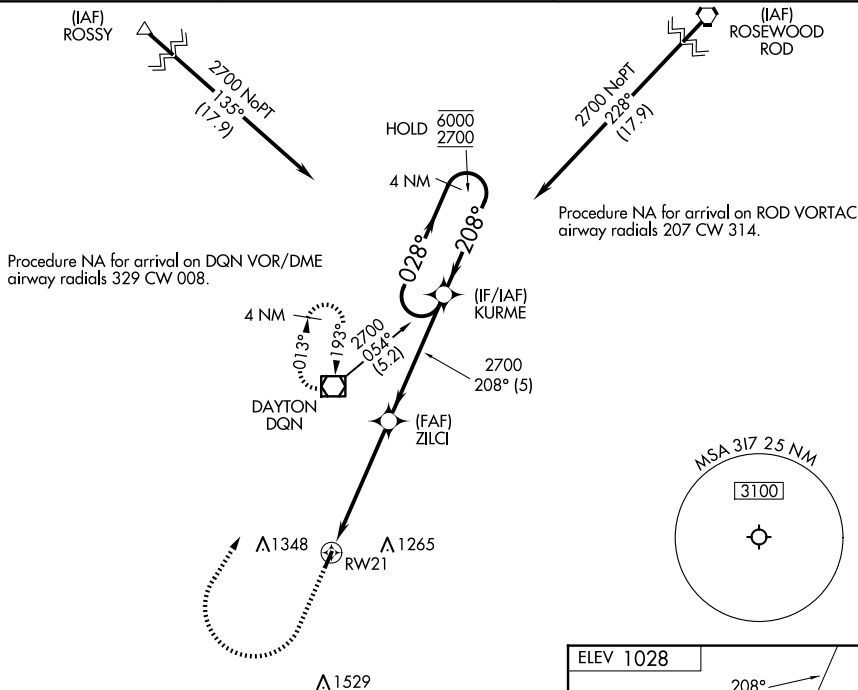 (IAF)
ROSSY
2700 NoPT
135°
(17.9)
(IAF)
ROSEWOOD
ROD
2700 NoPT
228°
(17.9)
HOLD 6000
2700
4 NM
028°
208°
Procedure NA for arrival on ROD VORTAC
airway radials 207 CW 314.
Procedure NA for arrival on DQN VOR/DME
airway radials 329 CW 008.
(IF/IAF)
KURME
4 NM
013°
193°
2700
054°
(5.2)
2700
208° (5)
DAYTON
DQN
(FAF)
ZILCI
MSA 3I7 25 NM
3100
1348
1265
RW21
1529
ELEV 1028
208°